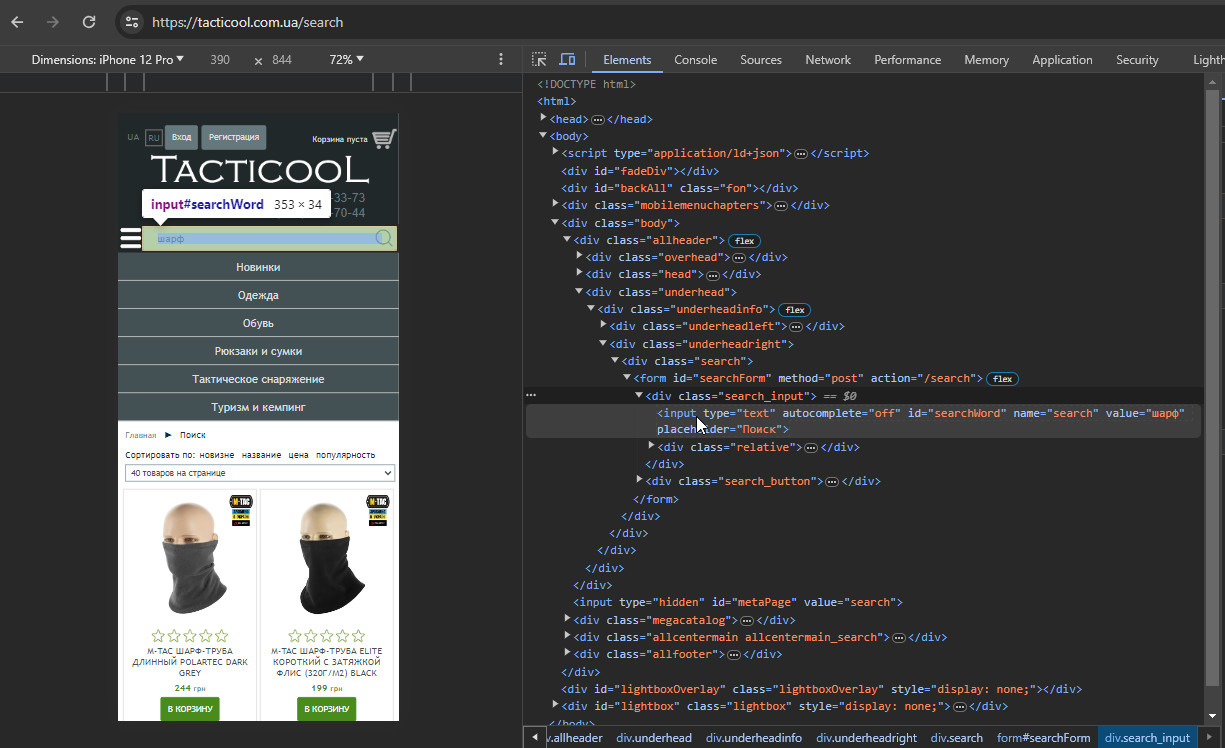 https://tacticool.com.ua/search
Dimensions: iPhone 12 Pro 390 × 844 72%
Elements Console Sources Network Performance Memory Application Security Lighth
UA RU Вход Регистрация Корзина пуста
TACTICOOL
-33-73
-70-44
input#searchWord 353 × 34
шарф
Новинки
Одежда
Обувь
Рюкзаки и сумки
Тактическое снаряжение
Туризм и кемпинг
Главная ► Поиск
Сортировать по: новизне название цена популярность
40 товаров на странице
M-TAC M-TAC
М-ТАС ШАРФ-ТРУБА ДЛИННЫЙ POLARTEC DARK GREY
244 грн
В КОРЗИНУ
М-ТАС ШАРФ-ТРУБА ELITE КОРОТКИЙ С ЗАТЯЖКОЙ ФЛИС (320Г/М2) BLACK
199 грн
В КОРЗИНУ
<!DOCTYPE html>
<html>
<head>…</head>
<body>
<script type="application/ld+json">…</script>
<div id="fadeDiv"></div>
<div id="backAll" class="fon"></div>
<div class="mobilemenuchapters">…</div>
<div class="body">
<div class="allheader"> flex
<div class="overhead">…</div>
<div class="head">…</div>
<div class="underhead">
<div class="underheadinfo"> flex
<div class="underheadleft">…</div>
<div class="underheadright">
<div class="search">
<form id="searchForm" method="post" action="/search"> flex
<div class="search_input"> == $0
<input type="text" autocomplete="off" id="searchWord" name="search" value="шарф"
placeholder="Поиск">
<div class="relative">…</div>
</div>
<div class="search_button">…</div>
</form>
</div>
</div>
</div>
</div>
</div>
<input type="hidden" id="metaPage" value="search">
<div class="megacatalog">…</div>
<div class="allcentermain allcentermain_search">…</div>
<div class="allfooter">…</div>
</div>
<div id="lightboxOverlay" class="lightboxOverlay" style="display: none;"></div>
<div id="lightbox" class="lightbox" style="display: none;">…</div>
</body>
v.allheader div.underhead div.underheadinfo div.underheadright div.search form#searchForm div.search_input